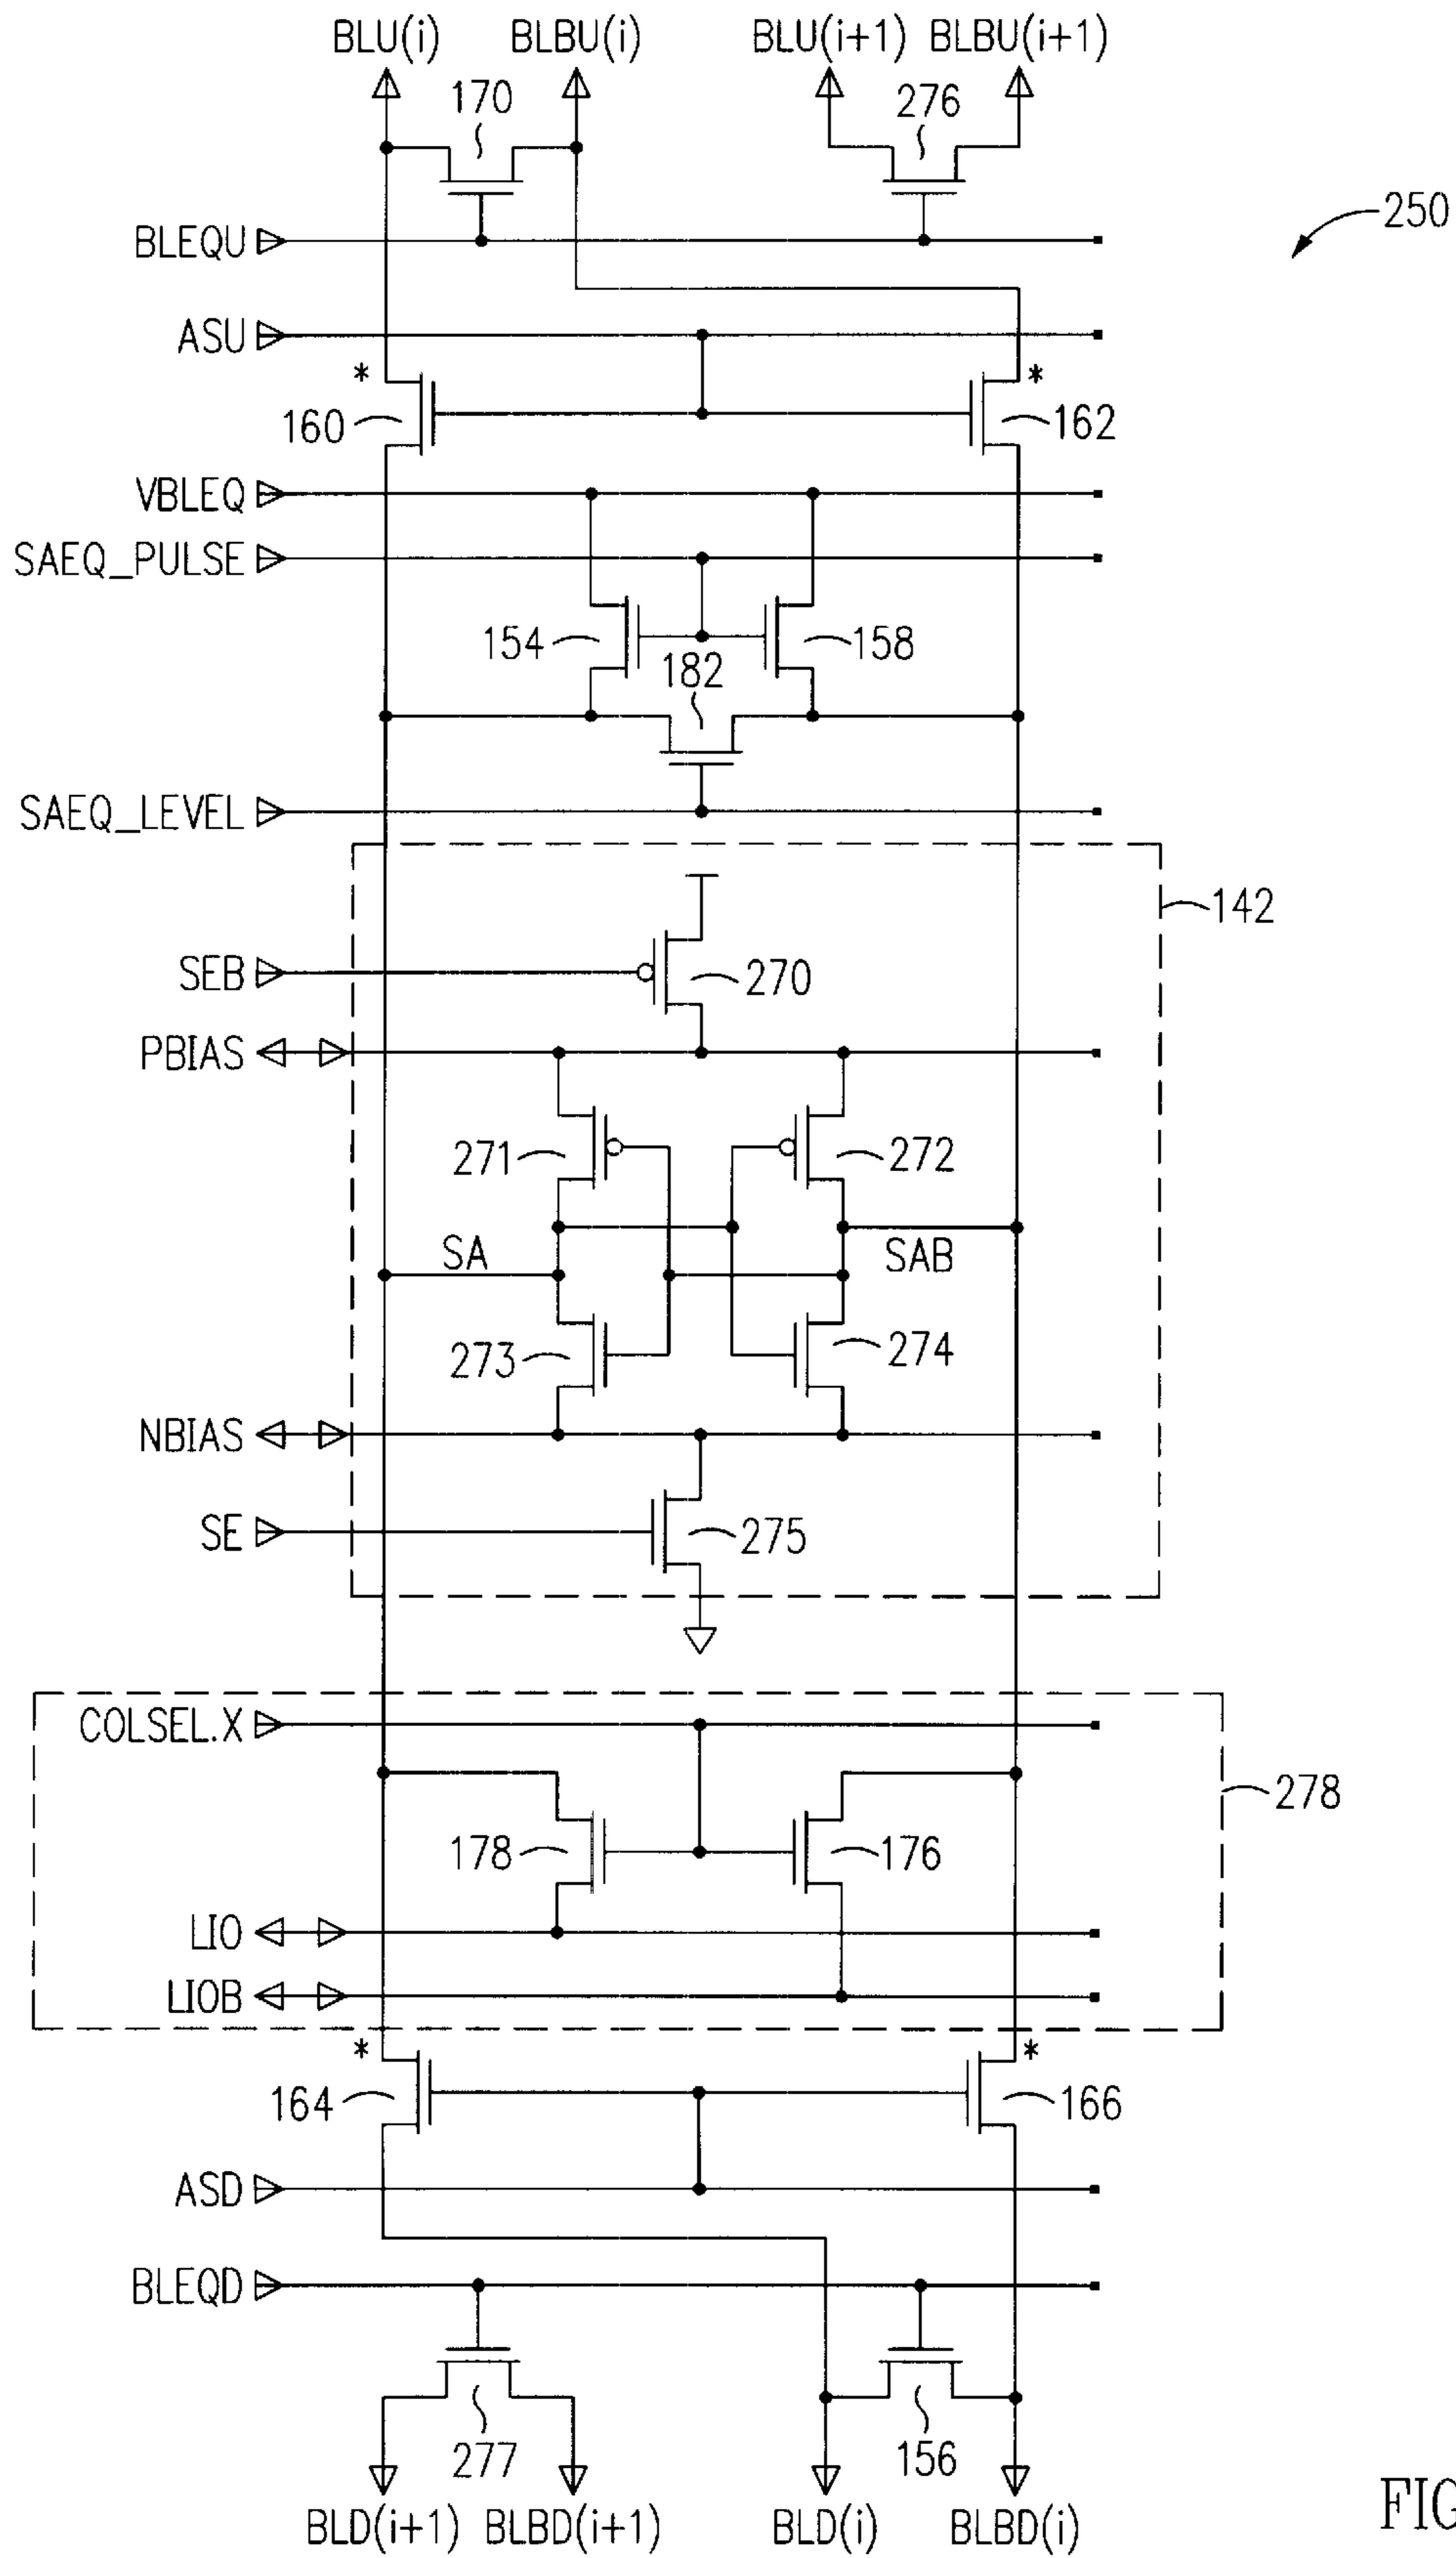 BLU(i) BLBU(i) BLU(i+1) BLBU(i+1)
170 276
BLEQU 250
ASU
* *
160 162
VBLEQ
SAEQ_PULSE
154 158
182
SAEQ_LEVEL
142
SEB 270
PBIAS
271 272
SA SAB
273 274
NBIAS
SE 275
COLSEL.X
278
178 176
LIO
LIOB
* *
164 166
ASD
BLEQD
277 156
BLD(i+1) BLBD(i+1) BLD(i) BLBD(i)
FIG